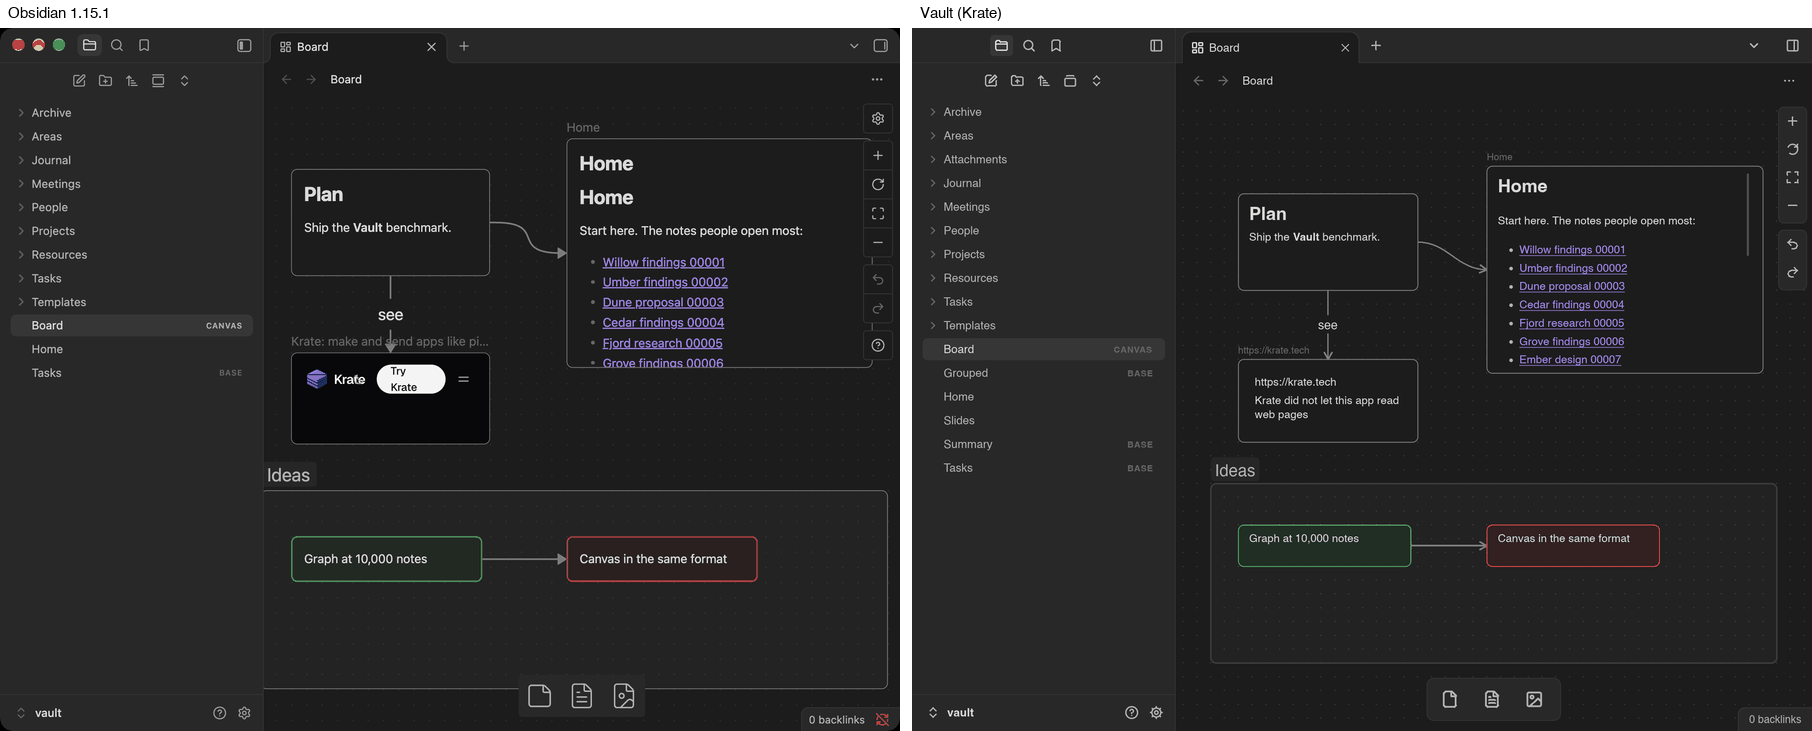 Obsidian 1.15.1
Board
Board
Archive
Areas
Journal
Meetings
People
Projects
Resources
Tasks
Templates
Board CANVAS
Home
Tasks BASE
vault
Plan
Ship the Vault benchmark.
see
Home
Home
Home
Start here. The notes people open most:
Willow findings 00001
Umber findings 00002
Dune proposal 00003
Cedar findings 00004
Fjord research 00005
Grove findings 00006
Krate: make and send apps like pi...
Krate
Try
Krate
Ideas
Graph at 10,000 notes
Canvas in the same format
0 backlinks
Vault (Krate)
Board
Board
Archive
Areas
Attachments
Journal
Meetings
People
Projects
Resources
Tasks
Templates
Board CANVAS
Grouped BASE
Home
Slides
Summary BASE
Tasks BASE
vault
Plan
Ship the Vault benchmark.
see
Home
Home
Start here. The notes people open most:
Willow findings 00001
Umber findings 00002
Dune proposal 00003
Cedar findings 00004
Fjord research 00005
Grove findings 00006
Ember design 00007
https://krate.tech
https://krate.tech
Krate did not let this app read
web pages
Ideas
Graph at 10,000 notes
Canvas in the same format
0 backlinks